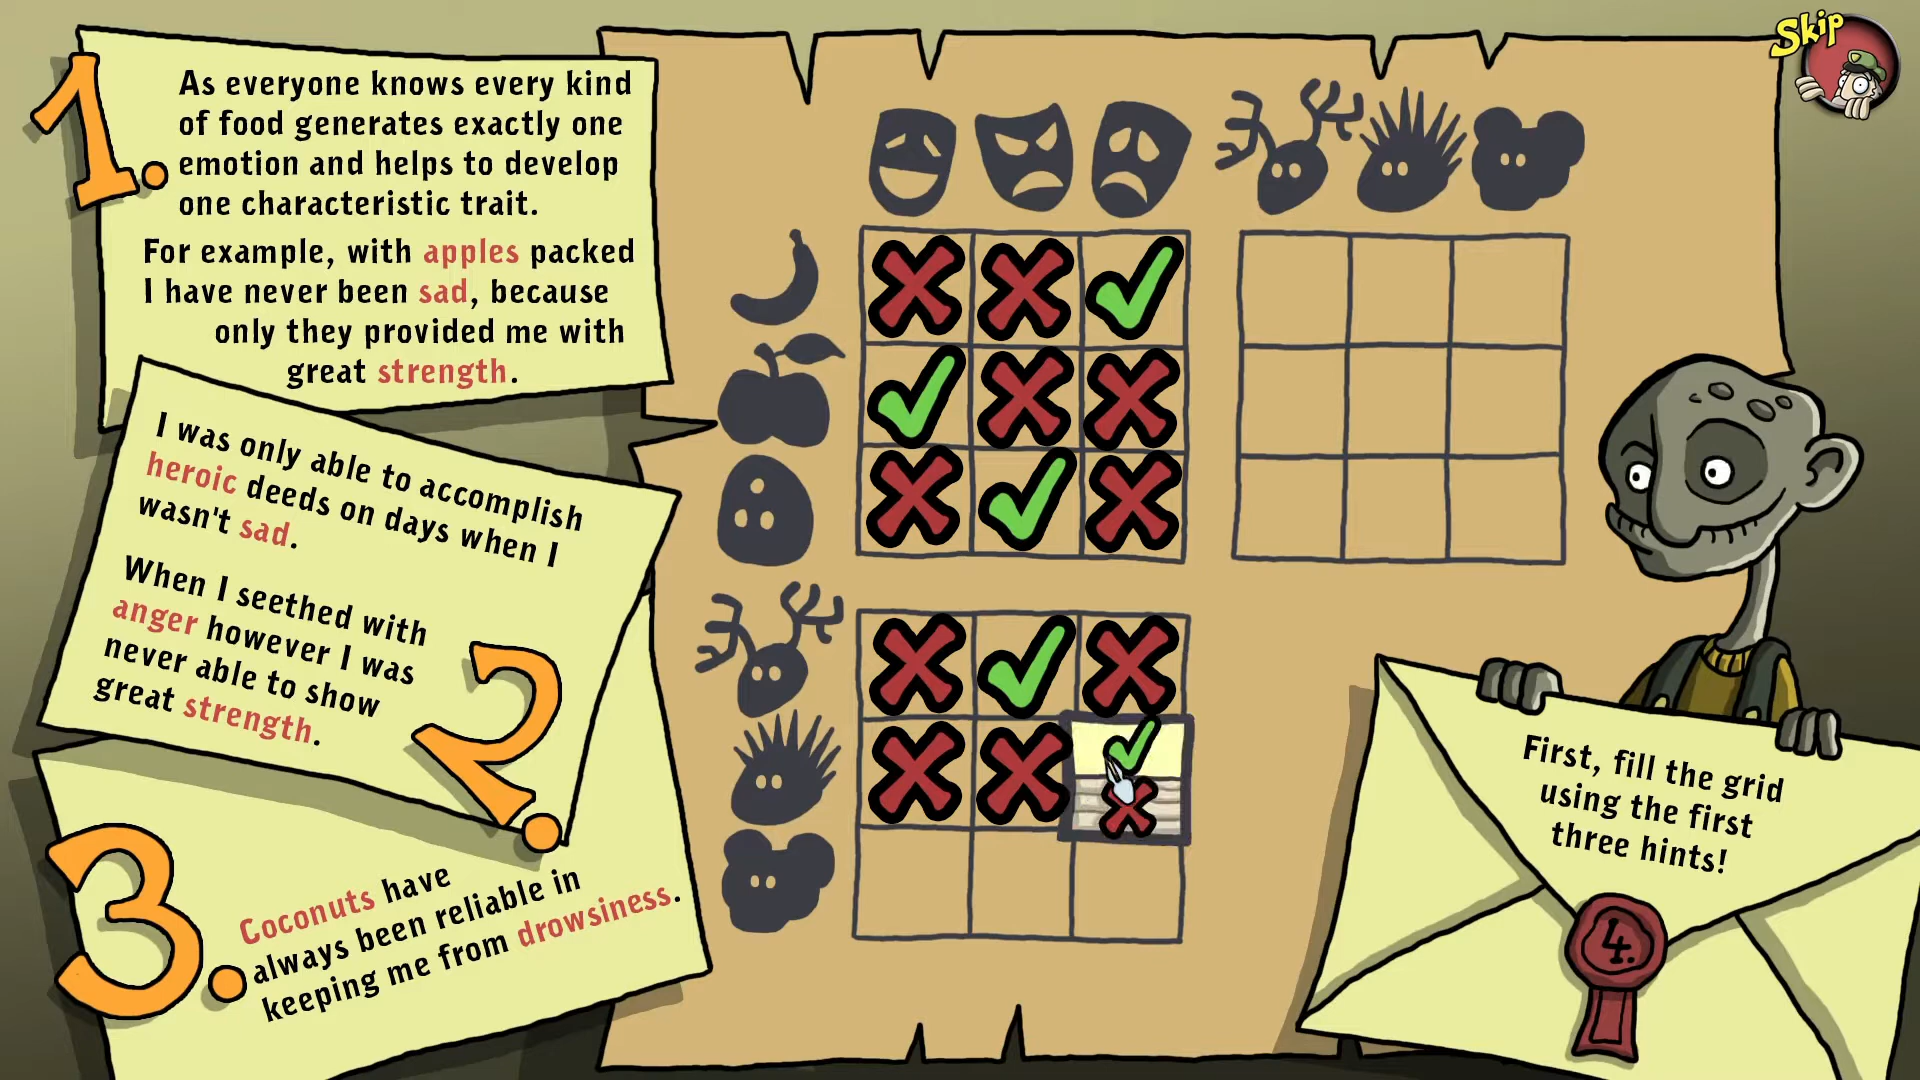 Skip
1.
As everyone knows every kind
of food generates exactly one
emotion and helps to develop
one characteristic trait.
For example, with apples packed
I have never been sad, because
only they provided me with
great strength.
I was only able to accomplish
heroic deeds on days when I
wasn't sad.
When I seethed with
anger however I was
never able to show
great strength.
2.
3.
Coconuts have
always been reliable in
keeping me from drowsiness.
First, fill the grid
using the first
three hints!
4.